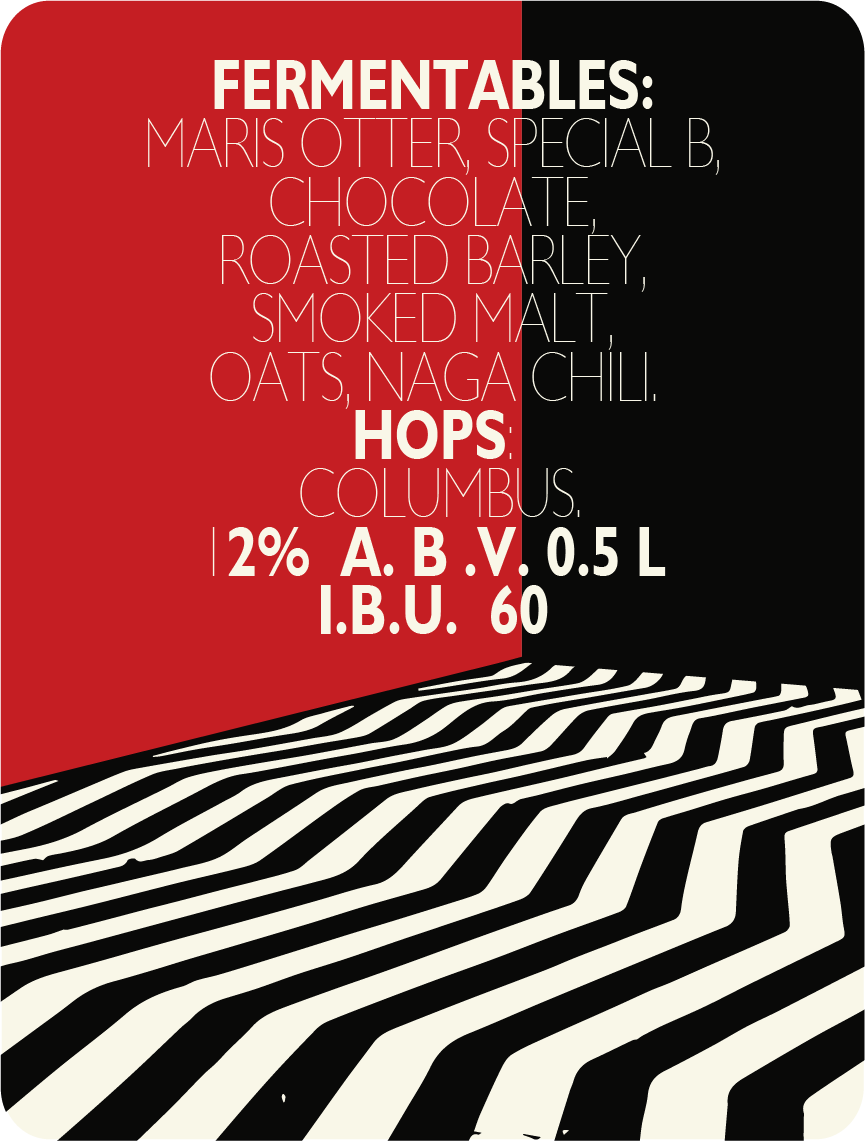 FERMENTABLES:
MARIS OTTER, SPECIAL B,
CHOCOLATE,
ROASTED BARLEY,
SMOKED MALT,
OATS, NAGA CHILI.
HOPS:
COLUMBUS.
12% A. B .V. 0.5 L
I.B.U. 60